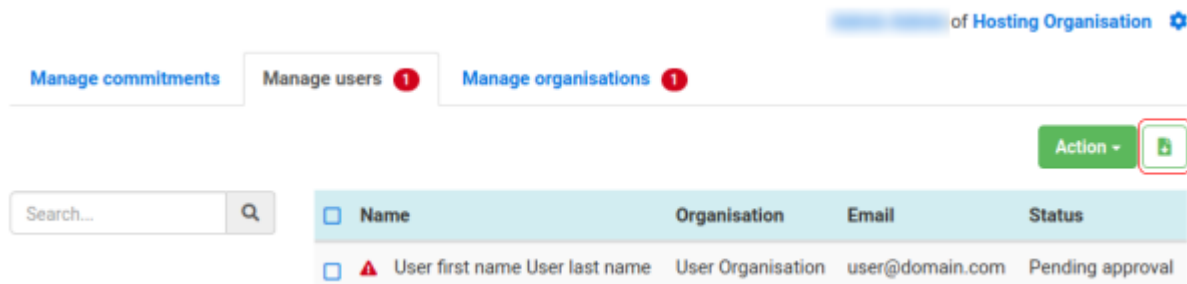 of Hosting Organisation
Manage commitments Manage users 1 Manage organisations 1
Action
Search...
Name Organisation Email Status
User first name User last name User Organisation user@domain.com Pending approval